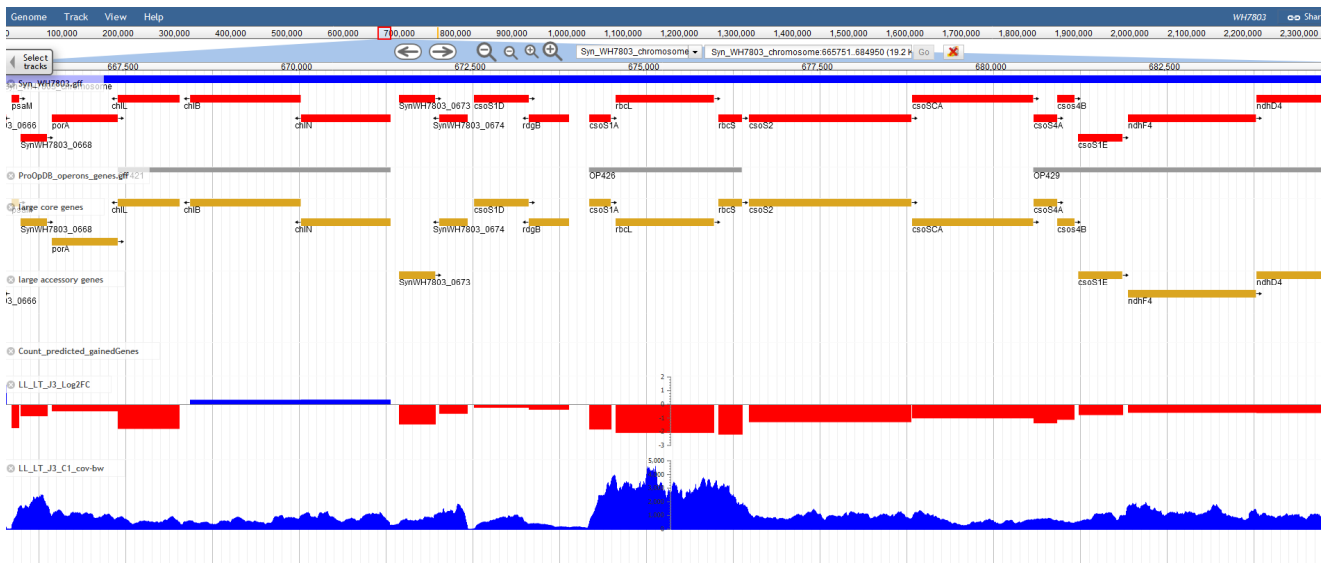 Genome Track View Help WH7803 Shar
0 100,000 200,000 300,000 400,000 500,000 600,000 700,000 800,000 900,000 1,000,000 1,100,000 1,200,000 1,300,000 1,400,000 1,500,000 1,600,000 1,700,000 1,800,000 1,900,000 2,000,000 2,100,000 2,200,000 2,300,000
Select tracks
Syn_WH7803_chromosome Syn_WH7803_chromosome:665751..684950 (19.2 K Go
667,500 670,000 672,500 675,000 677,500 680,000 682,500
Syn_WH7803.gff
psaM chlL chlB SynWH7803_0673 csoS1D csoS1A rbcL csoSCA csos4B ndhD4
03_0666 porA chlN SynWH7803_0674 rdgB rbcS csoS2 csoS4A ndhF4
SynWH7803_0668 csoS1E
ProOpDB_operons_genes.gff 421 OP426 OP429
large core genes
chlL chlB csoS1D csoS1A rbcS csoS2 csoS4A
SynWH7803_0668 chlN SynWH7803_0674 rdgB rbcL csoSCA csos4B
porA
large accessory genes
SynWH7803_0673 csoS1E ndhD4
03_0666 ndhF4
Count_predicted_gainedGenes
LL_LT_J3_Log2FC
2
1
-3
LL_LT_J3_C1_cov-bw
5,000